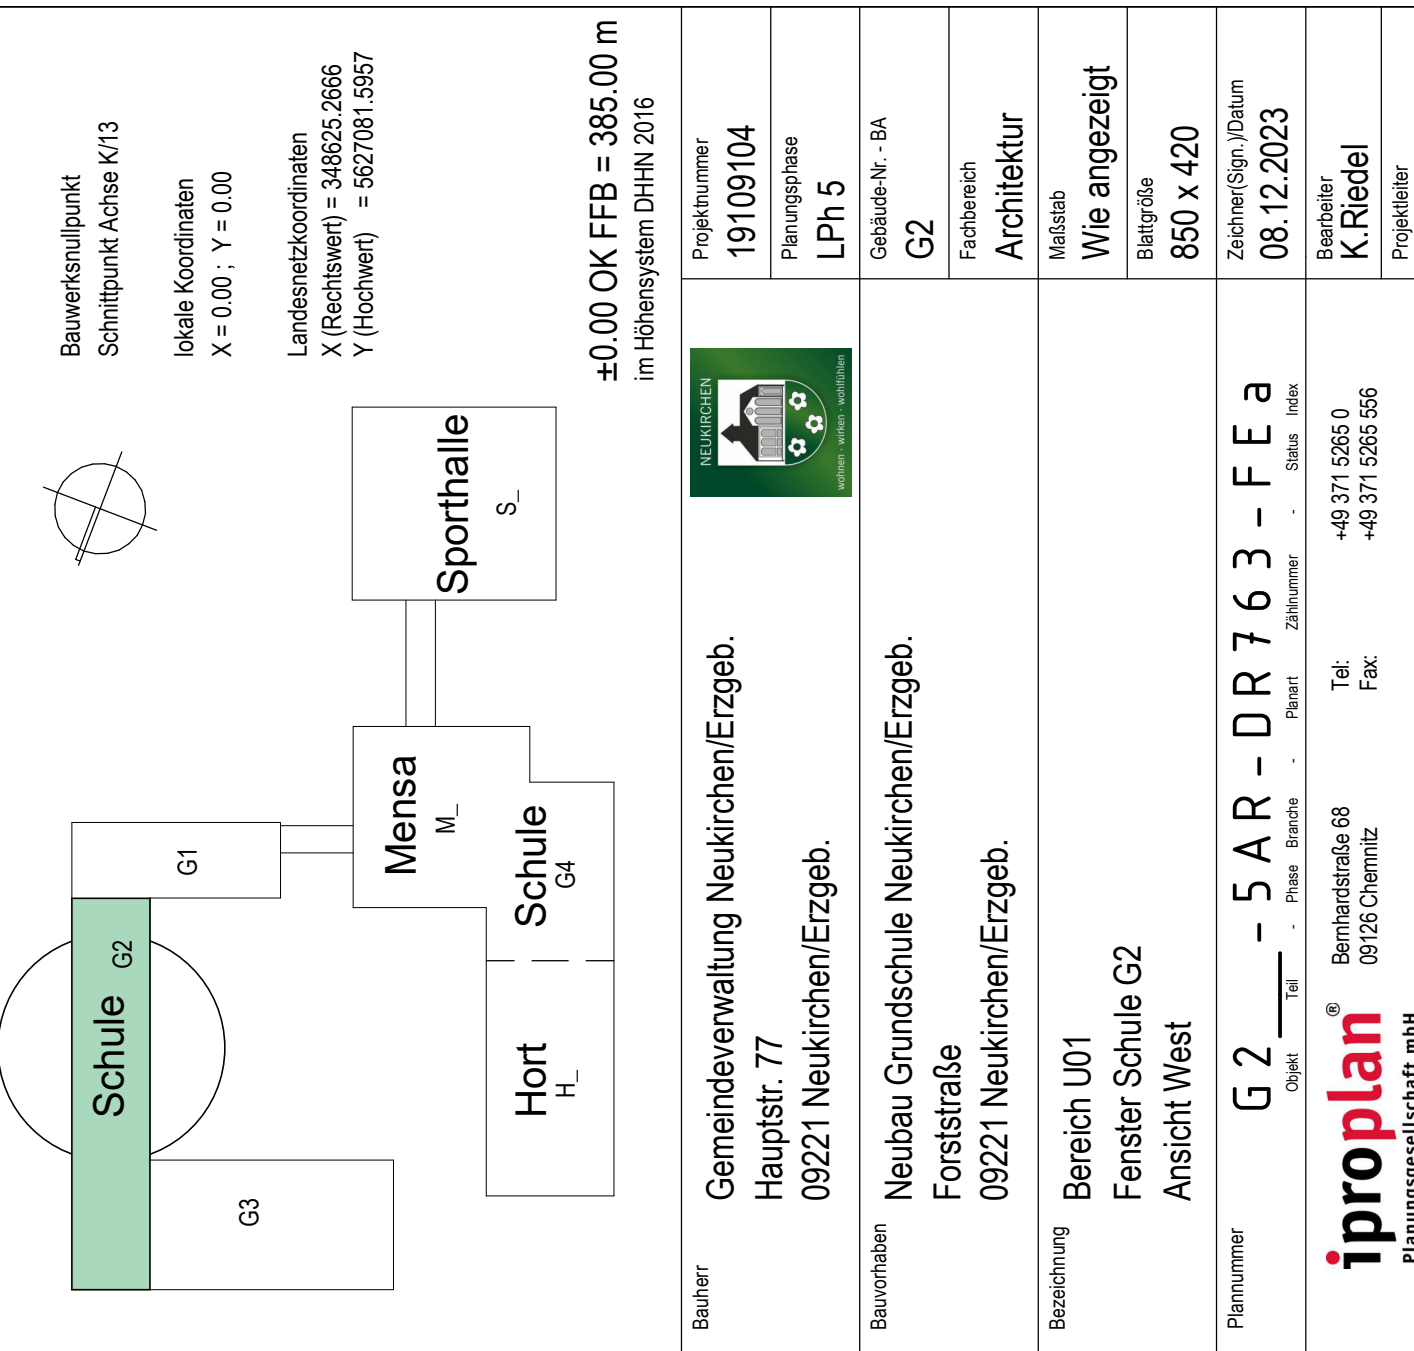 Bauwerksnullpunkt
Schnittpunkt Achse K/13
lokale Koordinaten
X = 0.00 ; Y = 0.00
Landesnetzkoordinaten
X (Rechtswert) = 348625.2666
Y (Hochwert) = 5627081.5957
±0.00 OK FFB = 385.00 m
im Höhensystem DHHN 2016
Schule
G2
G1
G3
Mensa
M_
Schule
G4
Hort
H_
Sporthalle
S_
Bauherr
Gemeindeverwaltung Neukirchen/Erzgeb.
Hauptstr. 77
09221 Neukirchen/Erzgeb.
NEUKIRCHEN
wohnen · wirken · wohlfühlen
Projektnummer
19109104
Planungsphase
LPh 5
Bauvorhaben
Neubau Grundschule Neukirchen/Erzgeb.
Forststraße
09221 Neukirchen/Erzgeb.
Gebäude-Nr. - BA
G2
Fachbereich
Architektur
Bezeichnung
Bereich U01
Fenster Schule G2
Ansicht West
Maßstab
Wie angezeigt
Blattgröße
850 x 420
Plannummer
G2__-5AR-DR763-FEa
Objekt Teil - Phase Branche - Planart Zählnummer - Status Index
Zeichner(Sign.)/Datum
08.12.2023
iproplan®
Planungsgesellschaft mbH
Bernhardstraße 68
09126 Chemnitz
Tel: +49 371 5265 0
Fax: +49 371 5265 556
Bearbeiter
K.Riedel
Projektleiter